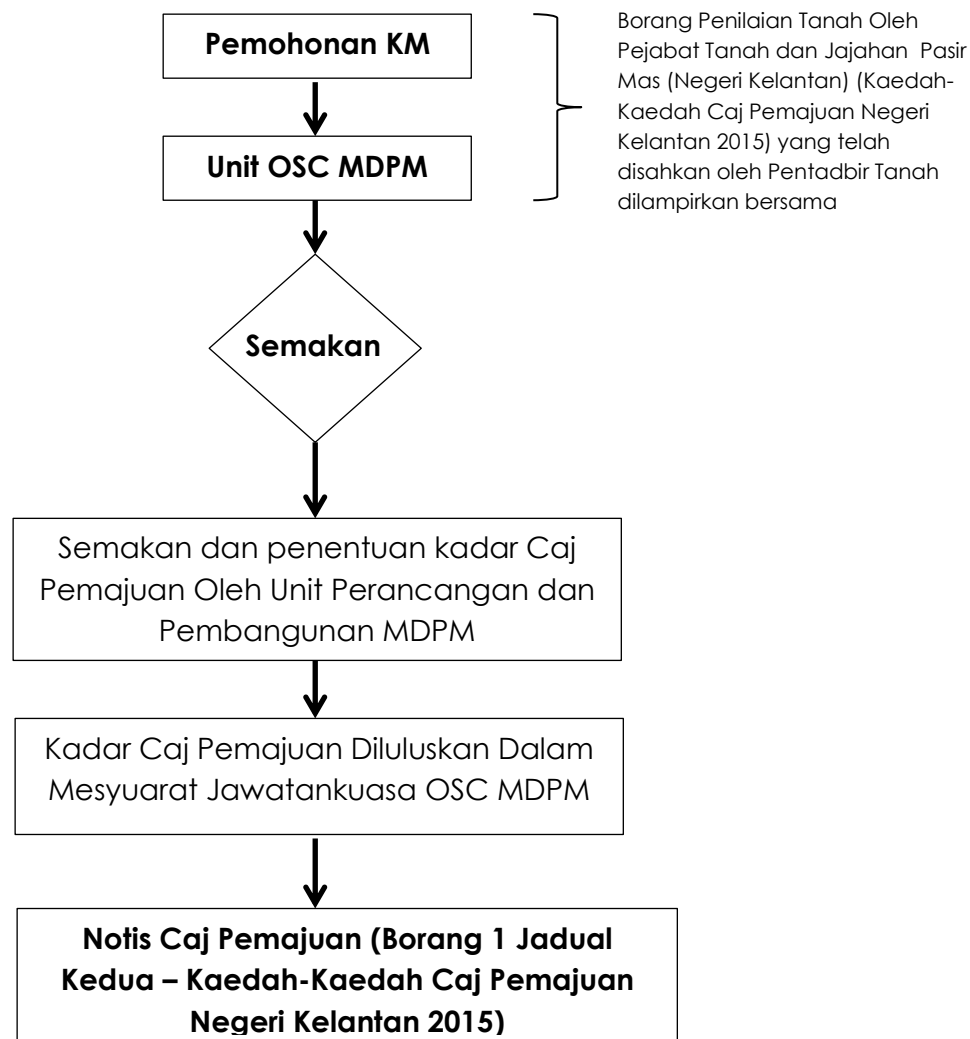 Pemohonan KM
Borang Penilaian Tanah Oleh
Pejabat Tanah dan Jajahan Pasir
Mas (Negeri Kelantan) (Kaedah-
Kaedah Caj Pemajuan Negeri
Kelantan 2015) yang telah
disahkan oleh Pentadbir Tanah
dilampirkan bersama
Unit OSC MDPM
Semakan
Semakan dan penentuan kadar Caj
Pemajuan Oleh Unit Perancangan dan
Pembangunan MDPM
Kadar Caj Pemajuan Diluluskan Dalam
Mesyuarat Jawatankuasa OSC MDPM
Notis Caj Pemajuan (Borang 1 Jadual
Kedua – Kaedah-Kaedah Caj Pemajuan
Negeri Kelantan 2015)